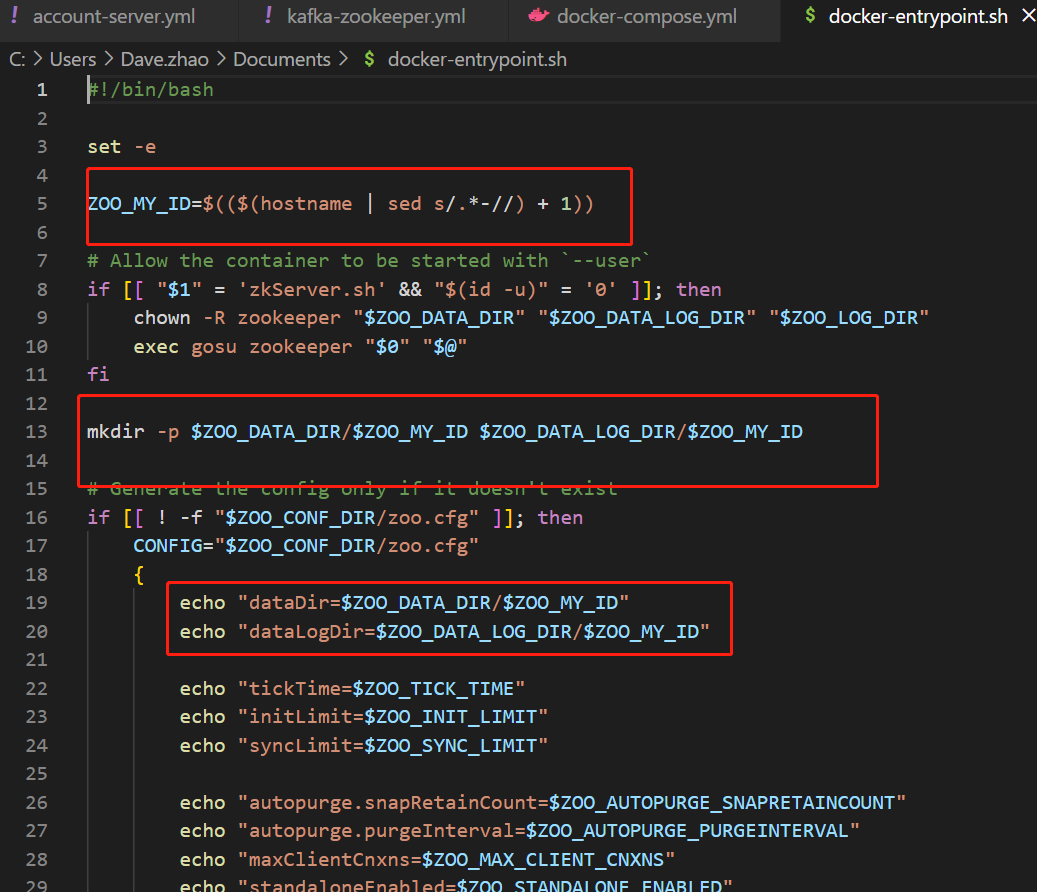 ! account-server.yml ! kafka-zookeeper.yml docker-compose.yml $ docker-entrypoint.sh ×
C: > Users > Dave.zhao > Documents > $ docker-entrypoint.sh
1 #!/bin/bash
2
3 set -e
4
5 ZOO_MY_ID=$(($(hostname | sed s/.*-//) + 1))
6
7 # Allow the container to be started with `--user`
8 if [[ "$1" = 'zkServer.sh' && "$(id -u)" = '0' ]]; then
9 chown -R zookeeper "$ZOO_DATA_DIR" "$ZOO_DATA_LOG_DIR" "$ZOO_LOG_DIR"
10 exec gosu zookeeper "$0" "$@"
11 fi
12
13 mkdir -p $ZOO_DATA_DIR/$ZOO_MY_ID $ZOO_DATA_LOG_DIR/$ZOO_MY_ID
14
15 # Generate the config only if it doesn't exist
16 if [[ ! -f "$ZOO_CONF_DIR/zoo.cfg" ]]; then
17 CONFIG="$ZOO_CONF_DIR/zoo.cfg"
18 {
19 echo "dataDir=$ZOO_DATA_DIR/$ZOO_MY_ID"
20 echo "dataLogDir=$ZOO_DATA_LOG_DIR/$ZOO_MY_ID"
21
22 echo "tickTime=$ZOO_TICK_TIME"
23 echo "initLimit=$ZOO_INIT_LIMIT"
24 echo "syncLimit=$ZOO_SYNC_LIMIT"
25
26 echo "autopurge.snapRetainCount=$ZOO_AUTOPURGE_SNAPRETAINCOUNT"
27 echo "autopurge.purgeInterval=$ZOO_AUTOPURGE_PURGEINTERVAL"
28 echo "maxClientCnxns=$ZOO_MAX_CLIENT_CNXNS"
29 echo "standaloneEnabled=$ZOO_STANDALONE_ENABLED"